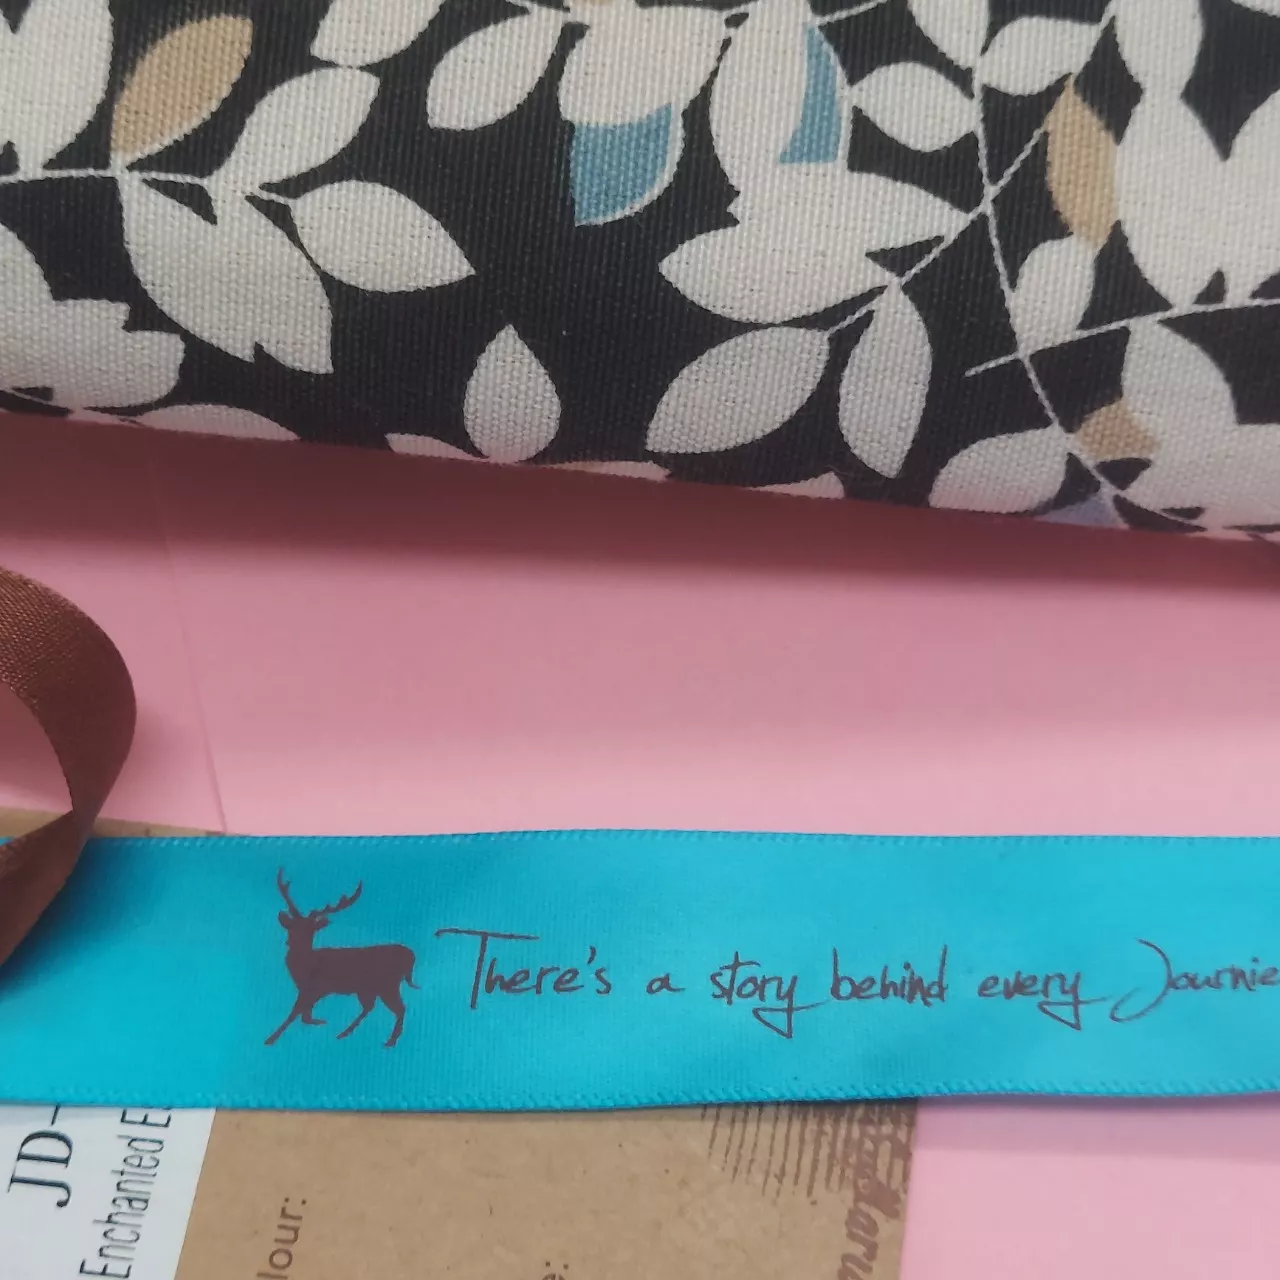 There's a story behind every Journie
JD-
Enchanted E
lour:
e: